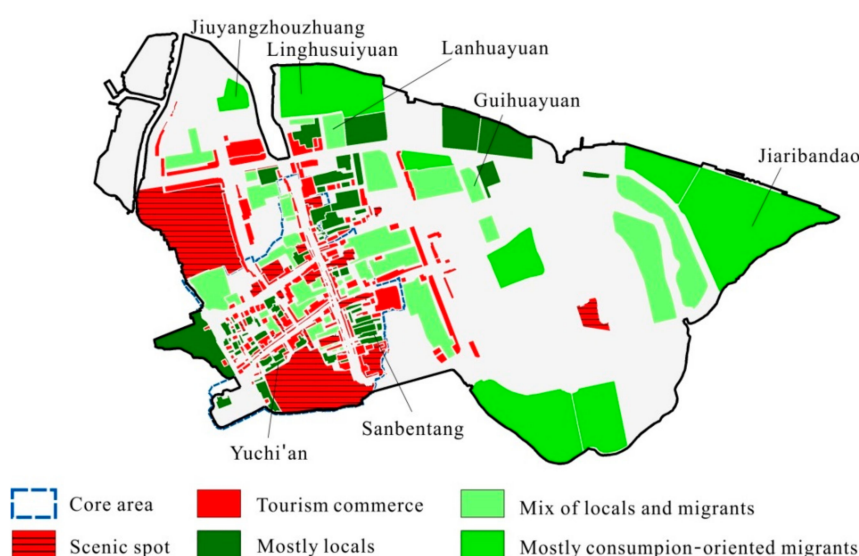 Jiuyangzhouzhuang
Linghusuiyuan
Lanhuayuan
Guihuayuan
Jiaribandao
Sanbentang
Yuchi'an
Core area
Tourism commerce
Mix of locals and migrants
Scenic spot
Mostly locals
Mostly consumpion-oriented migrants